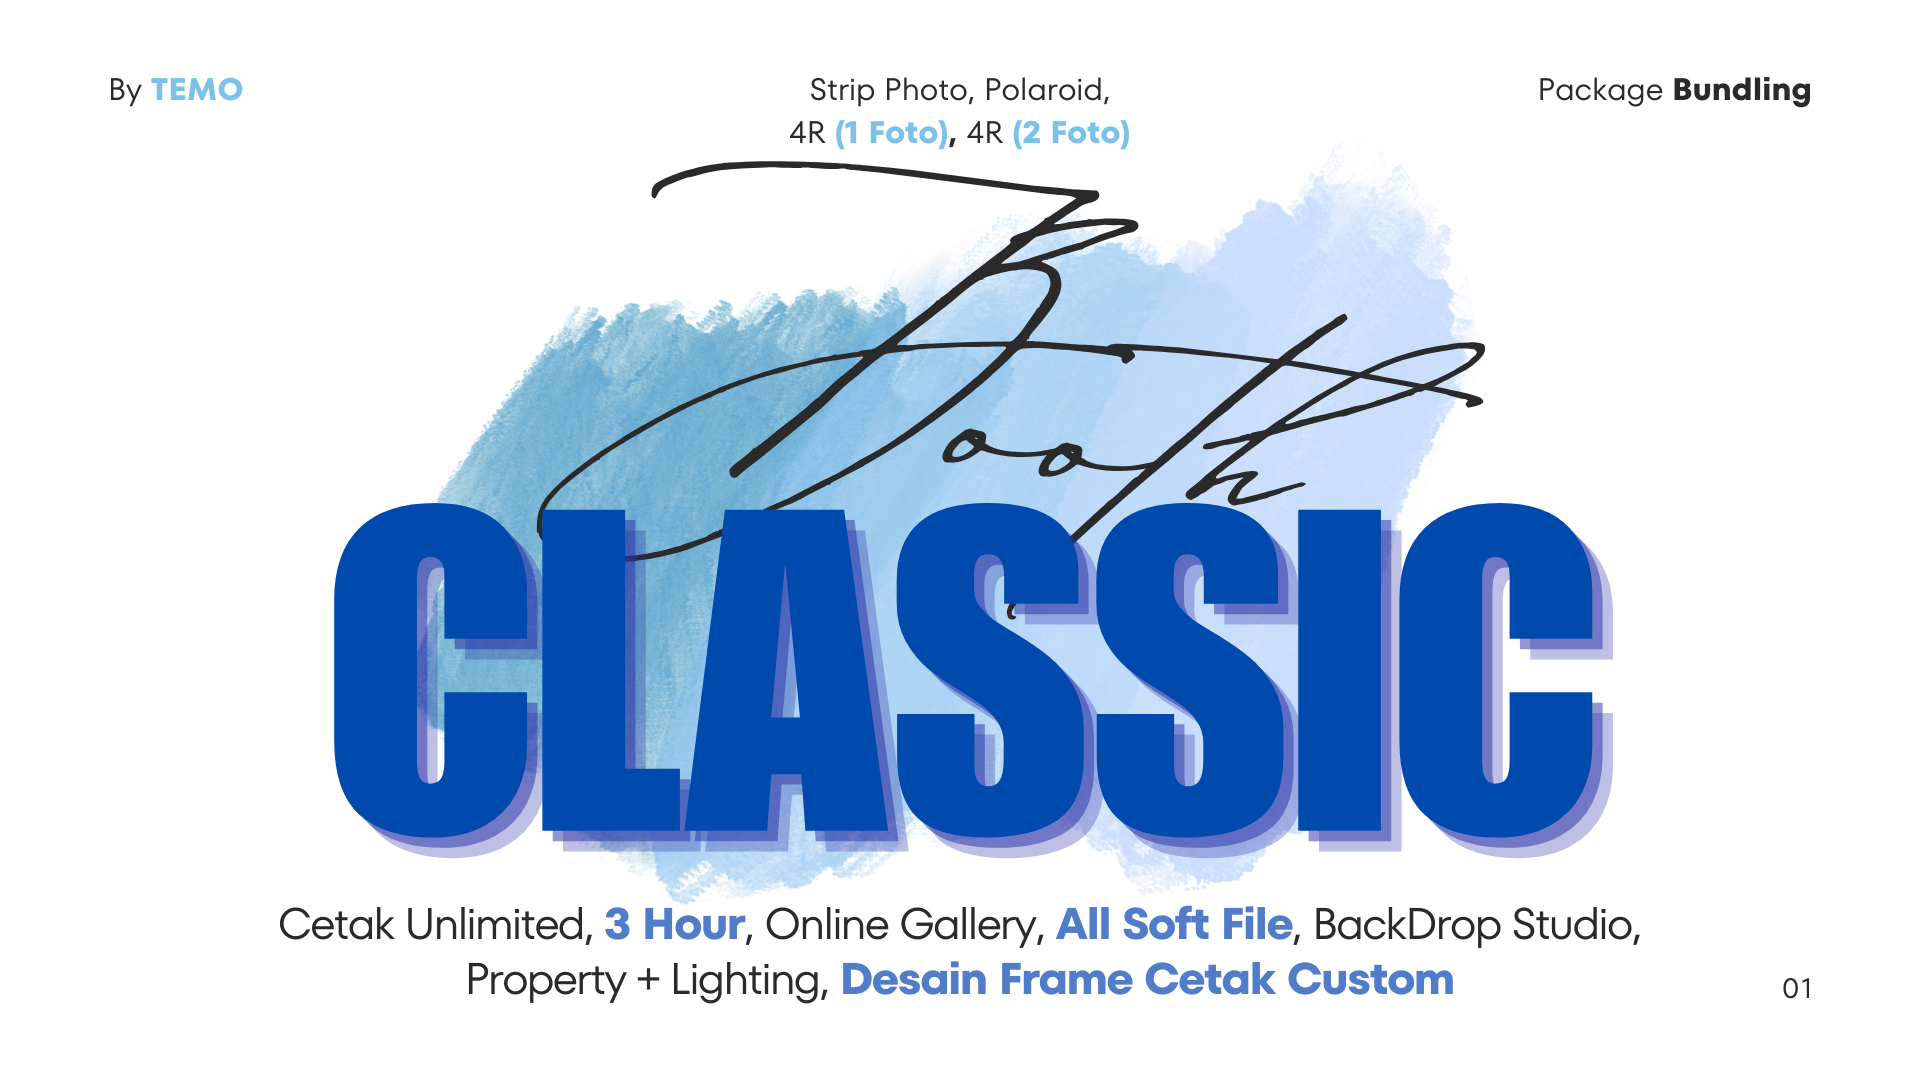 By TEMO
Strip Photo, Polaroid,
4R (1 Foto), 4R (2 Foto)
Package Bundling
Booth
CLASSIC
Cetak Unlimited, 3 Hour, Online Gallery, All Soft File, BackDrop Studio,
Property + Lighting, Desain Frame Cetak Custom
01